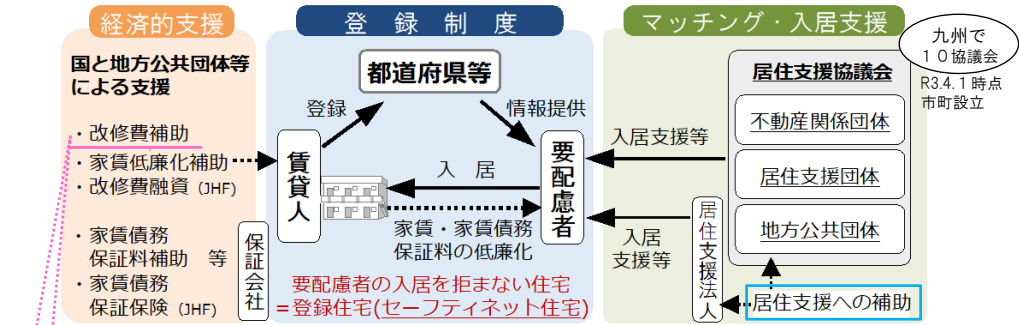 経済的支援
国と地方公共団体等
による支援
・改修費補助
・家賃低廉化補助
・改修費融資（JHF）
・家賃債務
保証料補助　等
・家賃債務
保証保険（JHF）
保証会社
登録制度
都道府県等
登録
情報提供
賃貸人
要配慮者
入　居
家賃・家賃債務
保証料の低廉化
要配慮者の入居を拒まない住宅
＝登録住宅(セーフティネット住宅)
マッチング・入居支援
九州で
１０協議会
R3.4.1時点
市町設立
居住支援協議会
不動産関係団体
居住支援団体
地方公共団体
入居支援等
入居
支援等
居住支援法人
居住支援への補助